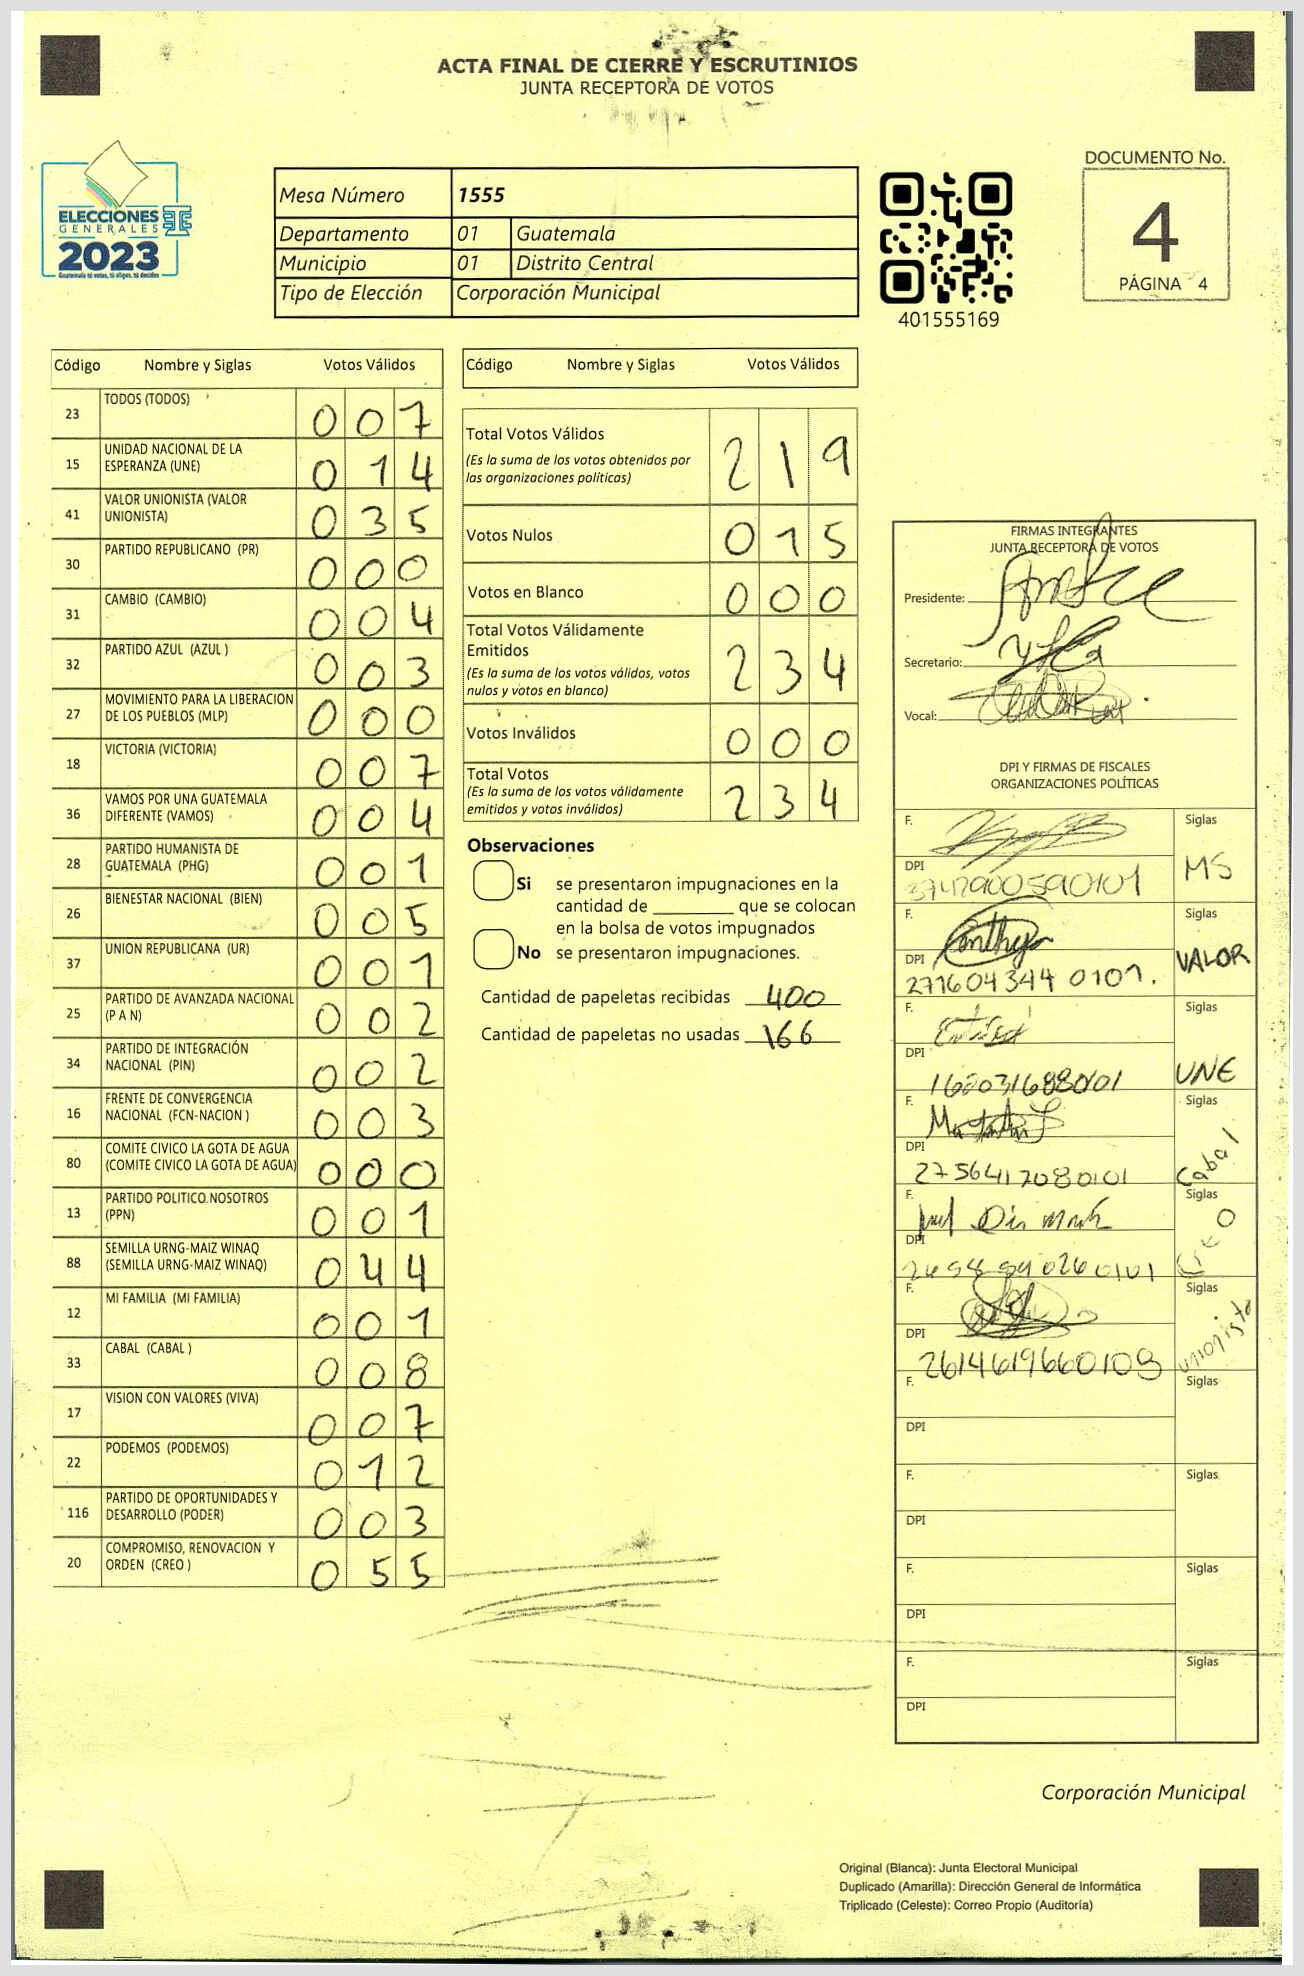 ACTA FINAL DE CIERRE Y ESCRUTINIOS
JUNTA RECEPTORA DE VOTOS
ELECCIONES
GENERALES
2023
Guatemala tú votas, tú eliges, tú decides
Mesa Número 1555
Departamento 01 Guatemala
Municipio 01 Distrito Central
Tipo de Elección Corporación Municipal
401555169
DOCUMENTO No.
4
PÁGINA 4
Código Nombre y Siglas Votos Válidos
23 TODOS (TODOS) 0 0 7
15 UNIDAD NACIONAL DE LA
ESPERANZA (UNE) 0 1 4
41 VALOR UNIONISTA (VALOR
UNIONISTA) 0 3 5
30 PARTIDO REPUBLICANO (PR) 0 0 0
31 CAMBIO (CAMBIO) 0 0 4
32 PARTIDO AZUL (AZUL ) 0 0 3
27 MOVIMIENTO PARA LA LIBERACION
DE LOS PUEBLOS (MLP) 0 0 0
18 VICTORIA (VICTORIA) 0 0 7
36 VAMOS POR UNA GUATEMALA
DIFERENTE (VAMOS) 0 0 4
28 PARTIDO HUMANISTA DE
GUATEMALA (PHG) 0 0 1
26 BIENESTAR NACIONAL (BIEN) 0 0 5
37 UNION REPUBLICANA (UR) 0 0 1
25 PARTIDO DE AVANZADA NACIONAL
(P A N) 0 0 2
34 PARTIDO DE INTEGRACIÓN
NACIONAL (PIN) 0 0 2
16 FRENTE DE CONVERGENCIA
NACIONAL (FCN-NACION ) 0 0 3
80 COMITE CIVICO LA GOTA DE AGUA
(COMITE CIVICO LA GOTA DE AGUA) 0 0 0
13 PARTIDO POLITICO NOSOTROS
(PPN) 0 0 1
88 SEMILLA URNG-MAIZ WINAQ
(SEMILLA URNG-MAIZ WINAQ) 0 4 4
12 MI FAMILIA (MI FAMILIA) 0 0 1
33 CABAL (CABAL ) 0 0 8
17 VISION CON VALORES (VIVA) 0 0 7
22 PODEMOS (PODEMOS) 0 1 2
116 PARTIDO DE OPORTUNIDADES Y
DESARROLLO (PODER) 0 0 3
20 COMPROMISO, RENOVACION Y
ORDEN (CREO ) 0 5 5
Código Nombre y Siglas Votos Válidos
Total Votos Válidos 2 1 9
(Es la suma de los votos obtenidos por
las organizaciones políticas)
Votos Nulos 0 1 5
Votos en Blanco 0 0 0
Total Votos Válidamente
Emitidos 2 3 4
(Es la suma de los votos válidos, votos
nulos y votos en blanco)
Votos Inválidos 0 0 0
Total Votos 2 3 4
(Es la suma de los votos válidamente
emitidos y votos inválidos)
Observaciones
Si se presentaron impugnaciones en la
cantidad de ________ que se colocan
en la bolsa de votos impugnados
No se presentaron impugnaciones.
Cantidad de papeletas recibidas 400
Cantidad de papeletas no usadas 166
FIRMAS INTEGRANTES
JUNTA RECEPTORA DE VOTOS
Presidente:
Secretario:
Vocal:
DPI Y FIRMAS DE FISCALES
ORGANIZACIONES POLÍTICAS
F. Siglas
DPI MS
F. Siglas
DPI 271604344 0101. VALOR
F. Siglas
DPI 1620316880101 UNE
F. Siglas
DPI 2756417080101 Cabal
F. Siglas
DPI CREO
F. Siglas
DPI 2614619660108 unionista
F. Siglas
DPI
F. Siglas
DPI
F. Siglas
DPI
F. Siglas
DPI
Corporación Municipal
Original (Blanca): Junta Electoral Municipal
Duplicado (Amarilla): Dirección General de Informática
Triplicado (Celeste): Correo Propio (Auditoría)